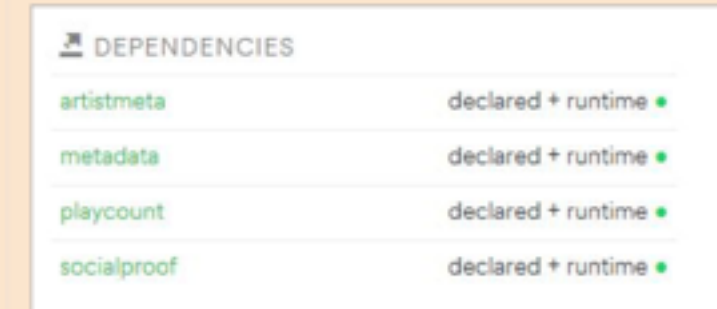 DEPENDENCIES
artistmeta declared + runtime
metadata declared + runtime
playcount declared + runtime
socialproof declared + runtime